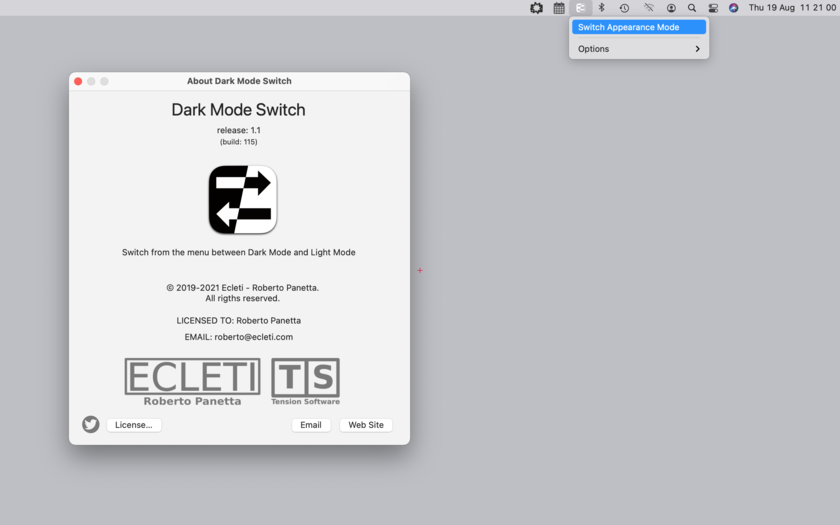 Thu 19 Aug 11 21 00
Switch Appearance Mode
Options
About Dark Mode Switch
Dark Mode Switch
release: 1.1
(build: 115)
Switch from the menu between Dark Mode and Light Mode
© 2019-2021 Ecleti - Roberto Panetta.
All rigths reserved.
LICENSED TO: Roberto Panetta
EMAIL: roberto@ecleti.com
ECLETI
Roberto Panetta
T|S
Tension Software
License...
Email
Web Site